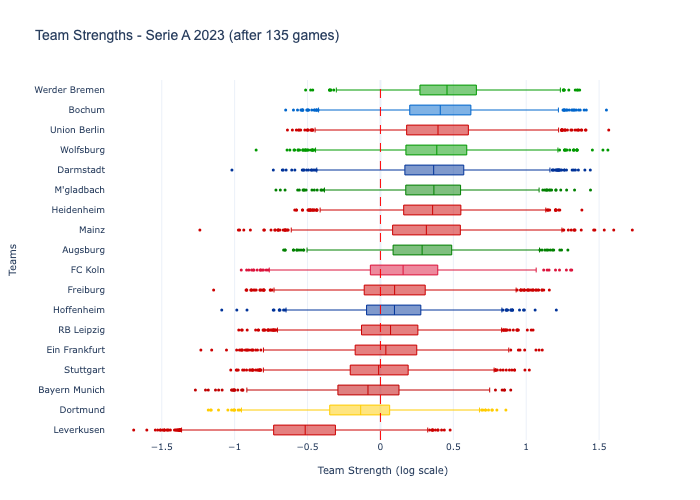 Team Strengths - Serie A 2023 (after 135 games)
Werder Bremen
Bochum
Union Berlin
Wolfsburg
Darmstadt
M'gladbach
Heidenheim
Mainz
Augsburg
FC Koln
Freiburg
Hoffenheim
RB Leipzig
Ein Frankfurt
Stuttgart
Bayern Munich
Dortmund
Leverkusen
Teams
−1.5 −1 −0.5 0 0.5 1 1.5
Team Strength (log scale)